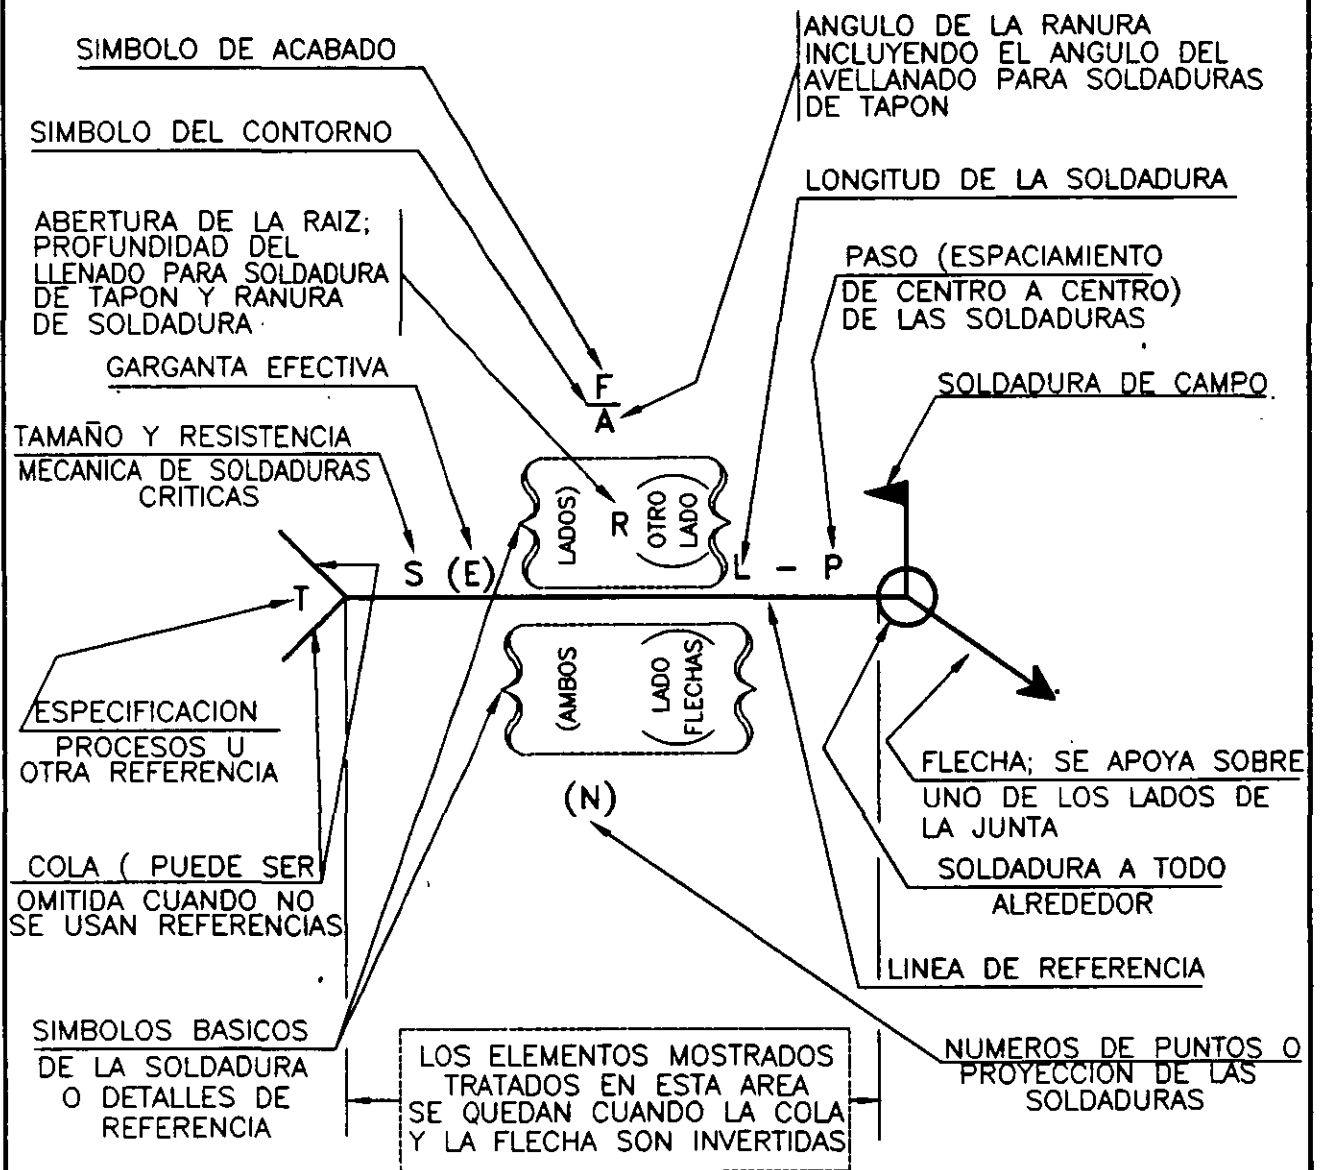 SIMBOLO DE ACABADO
SIMBOLO DEL CONTORNO
ABERTURA DE LA RAIZ;
PROFUNDIDAD DEL
LLENADO PARA SOLDADURA
DE TAPON Y RANURA
DE SOLDADURA
GARGANTA EFECTIVA
TAMAÑO Y RESISTENCIA
MECANICA DE SOLDADURAS
CRITICAS
ANGULO DE LA RANURA
INCLUYENDO EL ANGULO DEL
AVELLANADO PARA SOLDADURAS
DE TAPON
LONGITUD DE LA SOLDADURA
PASO (ESPACIAMIENTO
DE CENTRO A CENTRO)
DE LAS SOLDADURAS
SOLDADURA DE CAMPO
F
A
LADOS)
R
(OTRO
LADO)
S (E)
L - P
T
(AMBOS
(LADO
FLECHAS)
(N)
ESPECIFICACION
PROCESOS U
OTRA REFERENCIA
COLA ( PUEDE SER
OMITIDA CUANDO NO
SE USAN REFERENCIAS
SIMBOLOS BASICOS
DE LA SOLDADURA
O DETALLES DE
REFERENCIA
LOS ELEMENTOS MOSTRADOS
TRATADOS EN ESTA AREA
SE QUEDAN CUANDO LA COLA
Y LA FLECHA SON INVERTIDAS
FLECHA; SE APOYA SOBRE
UNO DE LOS LADOS DE
LA JUNTA
SOLDADURA A TODO
ALREDEDOR
LINEA DE REFERENCIA
NUMEROS DE PUNTOS O
PROYECCION DE LAS
SOLDADURAS